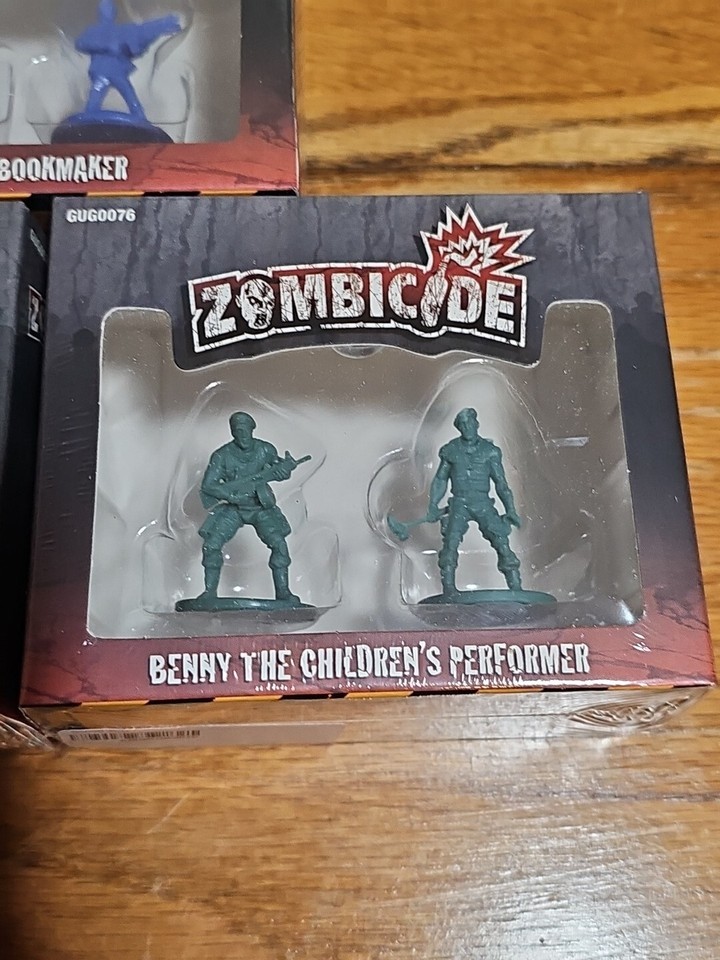 BOOKMAKER
GUG0076
ZOMBICIDE
BENNY THE CHILDREN'S PERFORMER